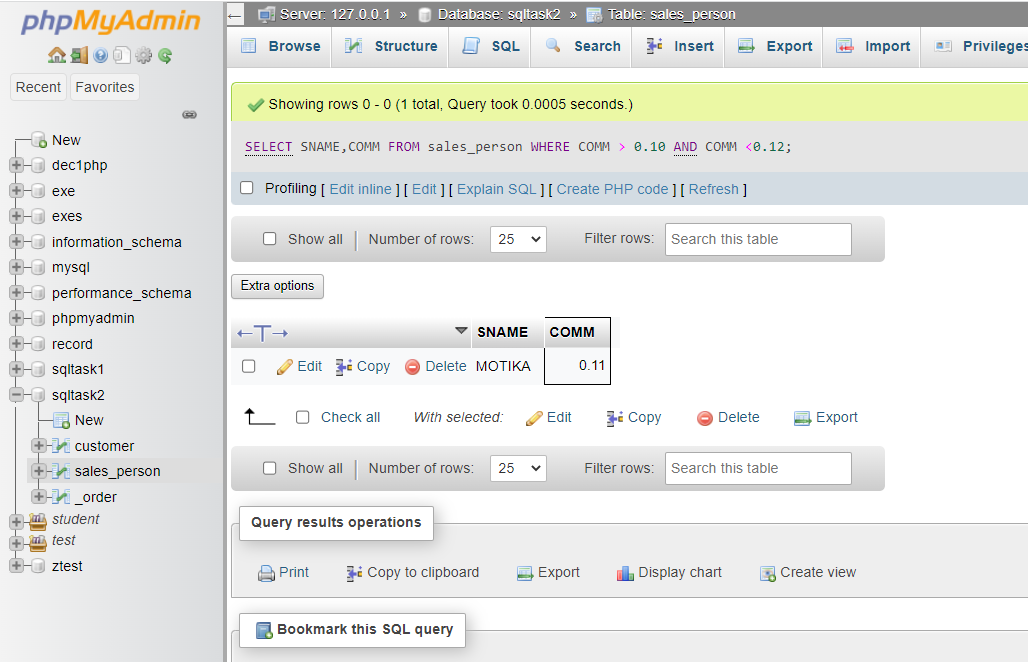 phpMyAdmin
Recent Favorites
New
dec1php
exe
exes
information_schema
mysql
performance_schema
phpmyadmin
record
sqltask1
sqltask2
New
customer
sales_person
_order
student
test
ztest
Server: 127.0.0.1 » Database: sqltask2 » Table: sales_person
Browse Structure SQL Search Insert Export Import Privileges
Showing rows 0 - 0 (1 total, Query took 0.0005 seconds.)
SELECT SNAME,COMM FROM sales_person WHERE COMM > 0.10 AND COMM <0.12;
Profiling [ Edit inline ] [ Edit ] [ Explain SQL ] [ Create PHP code ] [ Refresh ]
Show all | Number of rows: 25 Filter rows: Search this table
Extra options
←T→ SNAME COMM
Edit Copy Delete MOTIKA 0.11
Check all With selected: Edit Copy Delete Export
Show all | Number of rows: 25 Filter rows: Search this table
Query results operations
Print Copy to clipboard Export Display chart Create view
Bookmark this SQL query